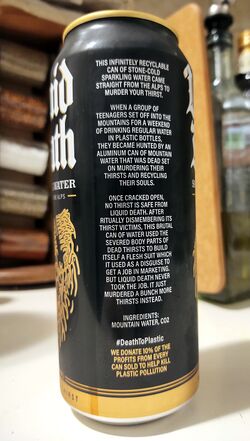 THIS INFINITELY RECYCLABLE
CAN OF STONE-COLD
SPARKLING WATER CAME
STRAIGHT FROM THE ALPS TO
MURDER YOUR THIRST.
WHEN A GROUP OF
TEENAGERS SET OFF INTO THE
MOUNTAINS FOR A WEEKEND
OF DRINKING REGULAR WATER
IN PLASTIC BOTTLES,
THEY BECAME HUNTED BY AN
ALUMINUM CAN OF MOUNTAIN
WATER THAT WAS DEAD SET
ON MURDERING THEIR
THIRSTS AND RECYCLING
THEIR SOULS.
ONCE CRACKED OPEN,
NO THIRST IS SAFE FROM
LIQUID DEATH. AFTER
RITUALLY DISMEMBERING ITS
THIRST VICTIMS, THIS BRUTAL
CAN OF WATER USED THE
SEVERED BODY PARTS OF
DEAD THIRSTS TO BUILD
ITSELF A FLESH SUIT WHICH
IT USED AS A DISGUISE TO
GET A JOB IN MARKETING.
BUT LIQUID DEATH NEVER
TOOK THE JOB. IT JUST
MURDERED A BUNCH MORE
THIRSTS INSTEAD.
INGREDIENTS:
MOUNTAIN WATER, CO2
#DeathToPlastic
WE DONATE 10% OF THE
PROFITS FROM EVERY
CAN SOLD TO HELP KILL
PLASTIC POLLUTION
uid
ath
WATER
ALPS